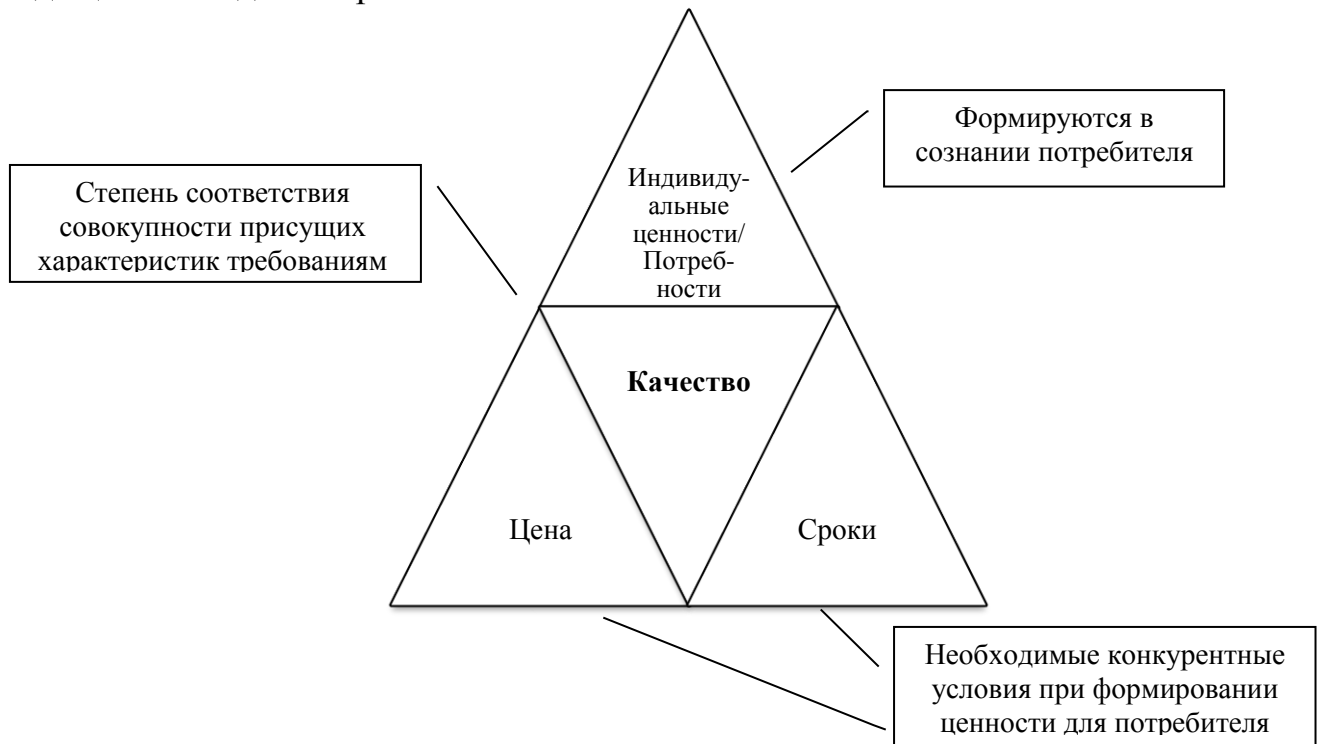 Формируются в
сознании потребителя
Степень соответствия
совокупности присущих
характеристик требованиям
Индивиду-
альные
ценности/
Потреб-
ности
Качество
Цена
Сроки
Необходимые конкурентные
условия при формировании
ценности для потребителя